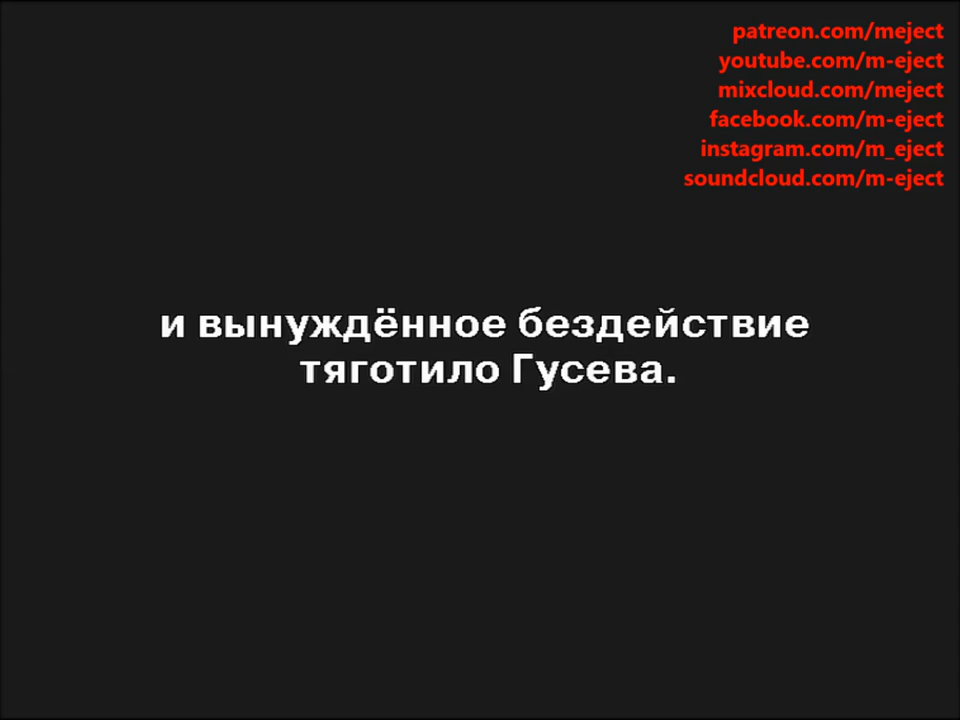 patreon.com/meject
youtube.com/m-eject
mixcloud.com/meject
facebook.com/m-eject
instagram.com/m_eject
soundcloud.com/m-eject
и вынуждённое бездействие
тяготило Гусева.